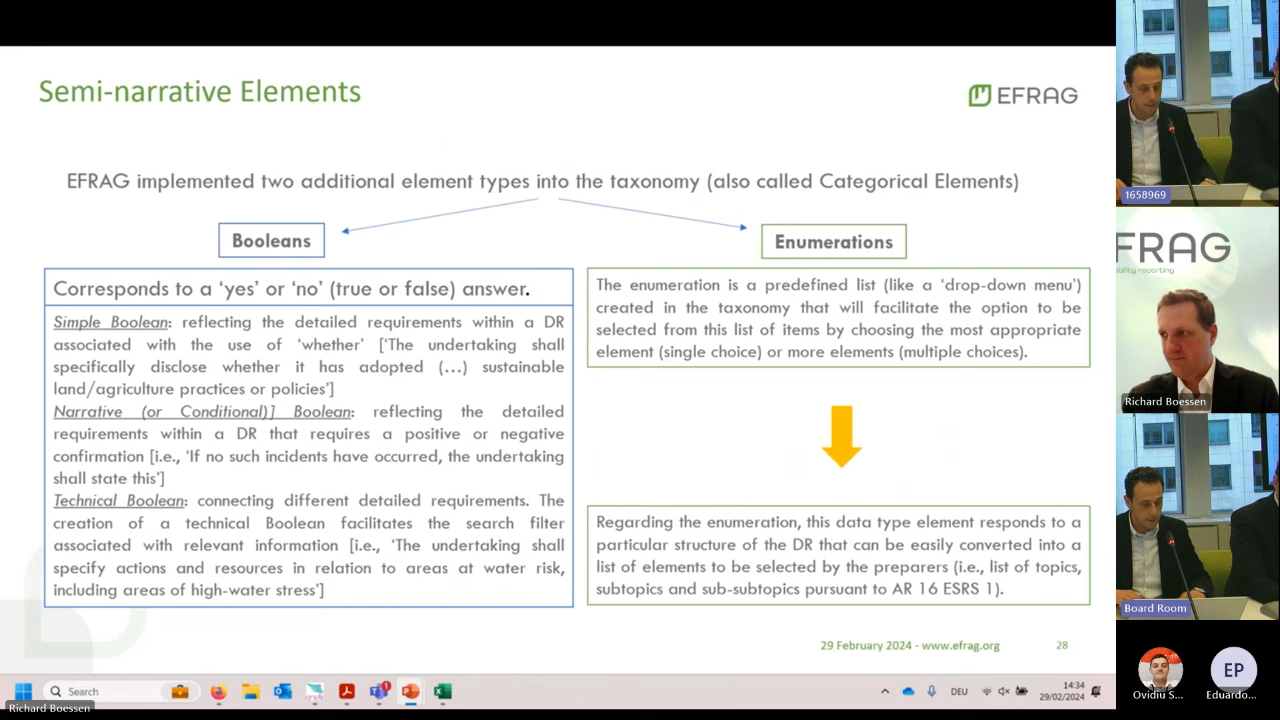 Semi-narrative Elements
EFRAG
EFRAG implemented two additional element types into the taxonomy (also called Categorical Elements)
Booleans
Corresponds to a ‘yes’ or ‘no’ (true or false) answer.
Simple Boolean: reflecting the detailed requirements within a DR
associated with the use of ‘whether’ [‘The undertaking shall
specifically disclose whether it has adopted (…) sustainable
land/agriculture practices or policies’]
Narrative (or Conditional)] Boolean: reflecting the detailed
requirements within a DR that requires a positive or negative
confirmation [i.e., ‘If no such incidents have occurred, the undertaking
shall state this’]
Technical Boolean: connecting different detailed requirements. The
creation of a technical Boolean facilitates the search filter
associated with relevant information [i.e., ‘The undertaking shall
specify actions and resources in relation to areas at water risk,
including areas of high-water stress’]
Enumerations
The enumeration is a predefined list (like a ‘drop-down menu’)
created in the taxonomy that will facilitate the option to be
selected from this list of items by choosing the most appropriate
element (single choice) or more elements (multiple choices).
Regarding the enumeration, this data type element responds to a
particular structure of the DR that can be easily converted into a
list of elements to be selected by the preparers (i.e., list of topics,
subtopics and sub-subtopics pursuant to AR 16 ESRS 1).
29 February 2024 - www.efrag.org
28
Search
DEU
14:34
29/02/2024
Richard Boessen
1658969
FRAG
Richard Boessen
Board Room
EP
Ovidiu S...
Eduardo...